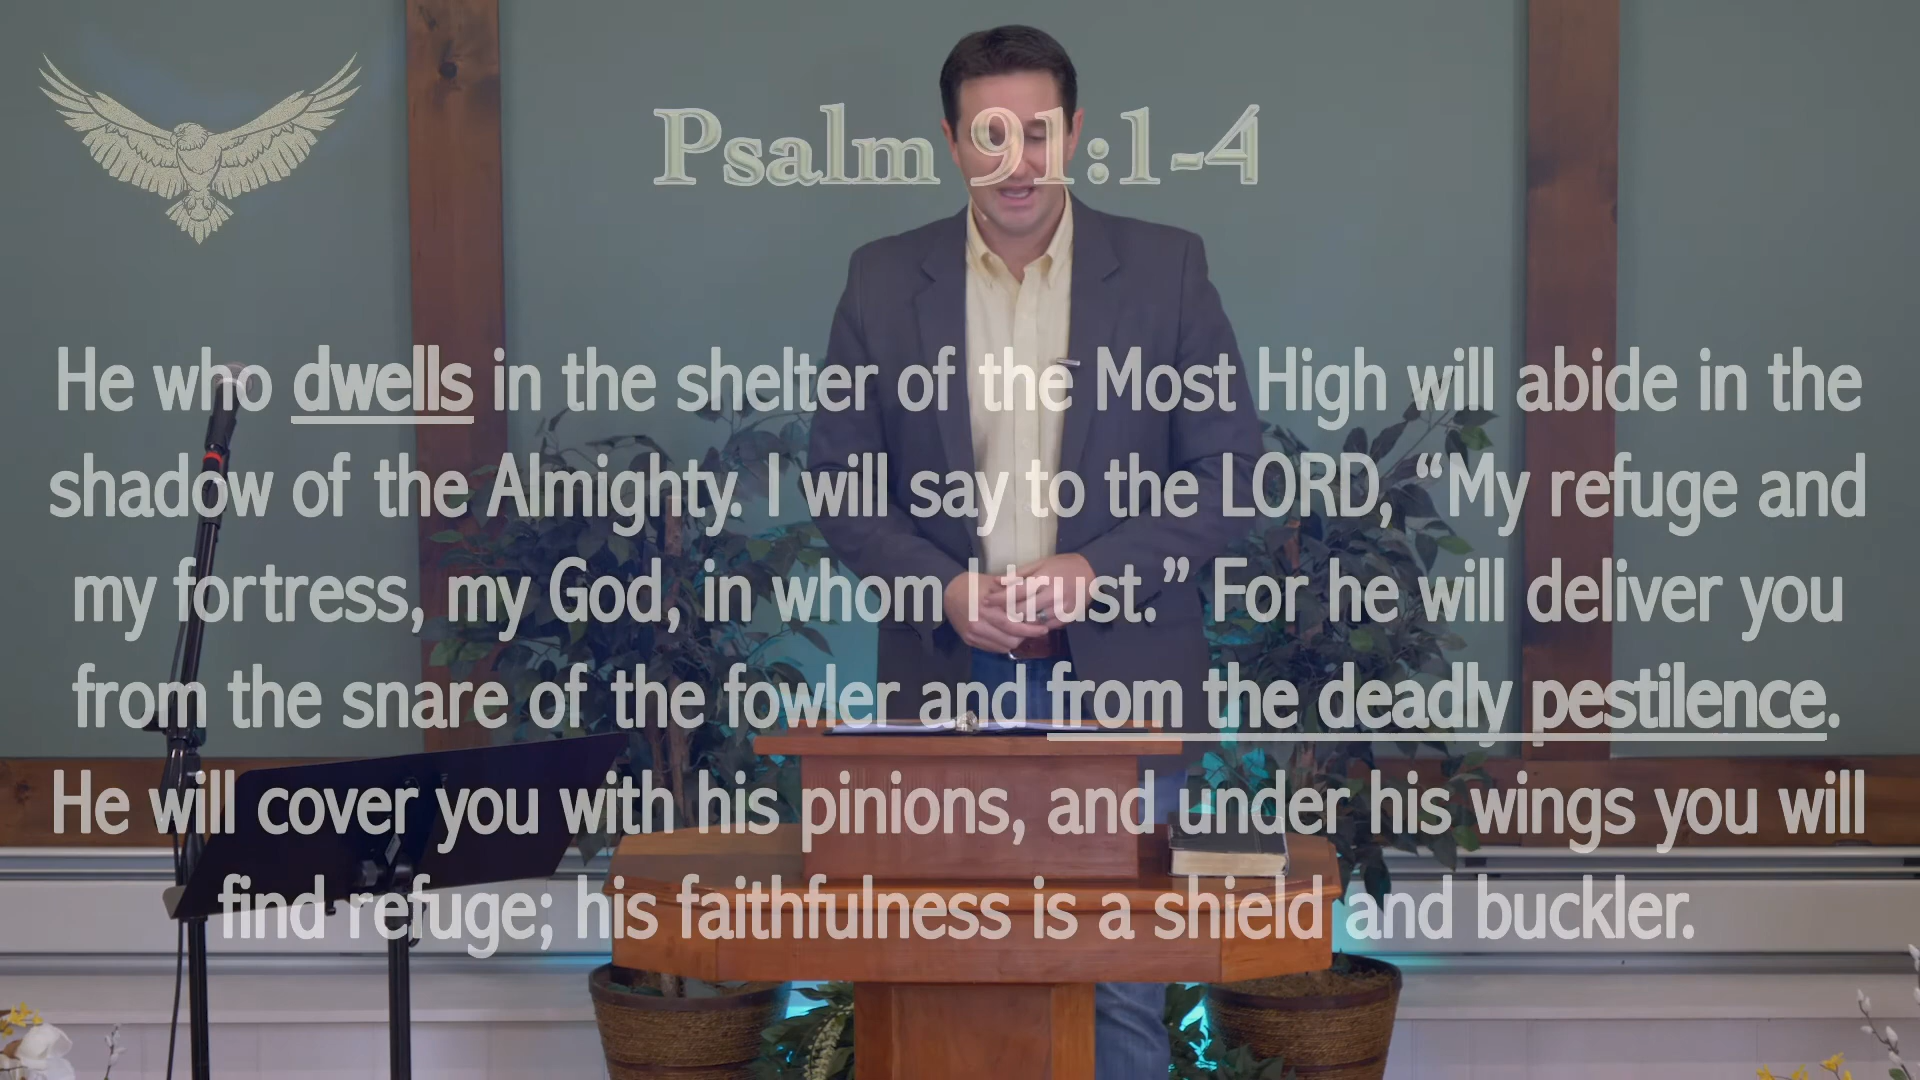 Psalm 91:1-4
He who dwells in the shelter of the Most High will abide in the
shadow of the Almighty. I will say to the LORD, “My refuge and
my fortress, my God, in whom I trust.” For he will deliver you
from the snare of the fowler and from the deadly pestilence.
He will cover you with his pinions, and under his wings you will
find refuge; his faithfulness is a shield and buckler.